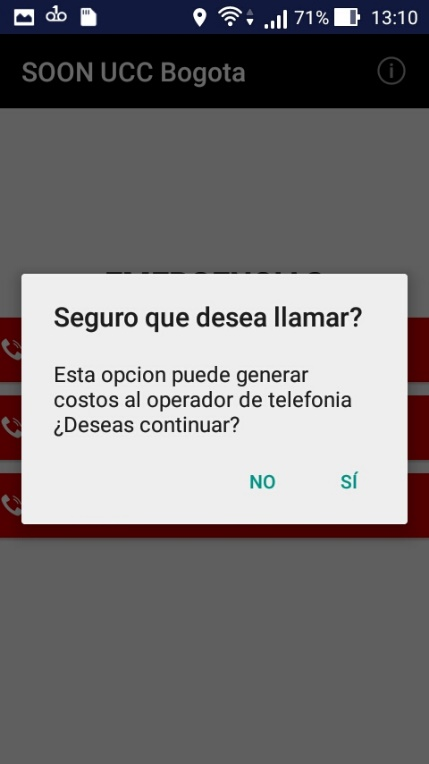 71% 13:10
SOON UCC Bogota
Seguro que desea llamar?
Esta opcion puede generar
costos al operador de telefonia
¿Deseas continuar?
NO SÍ